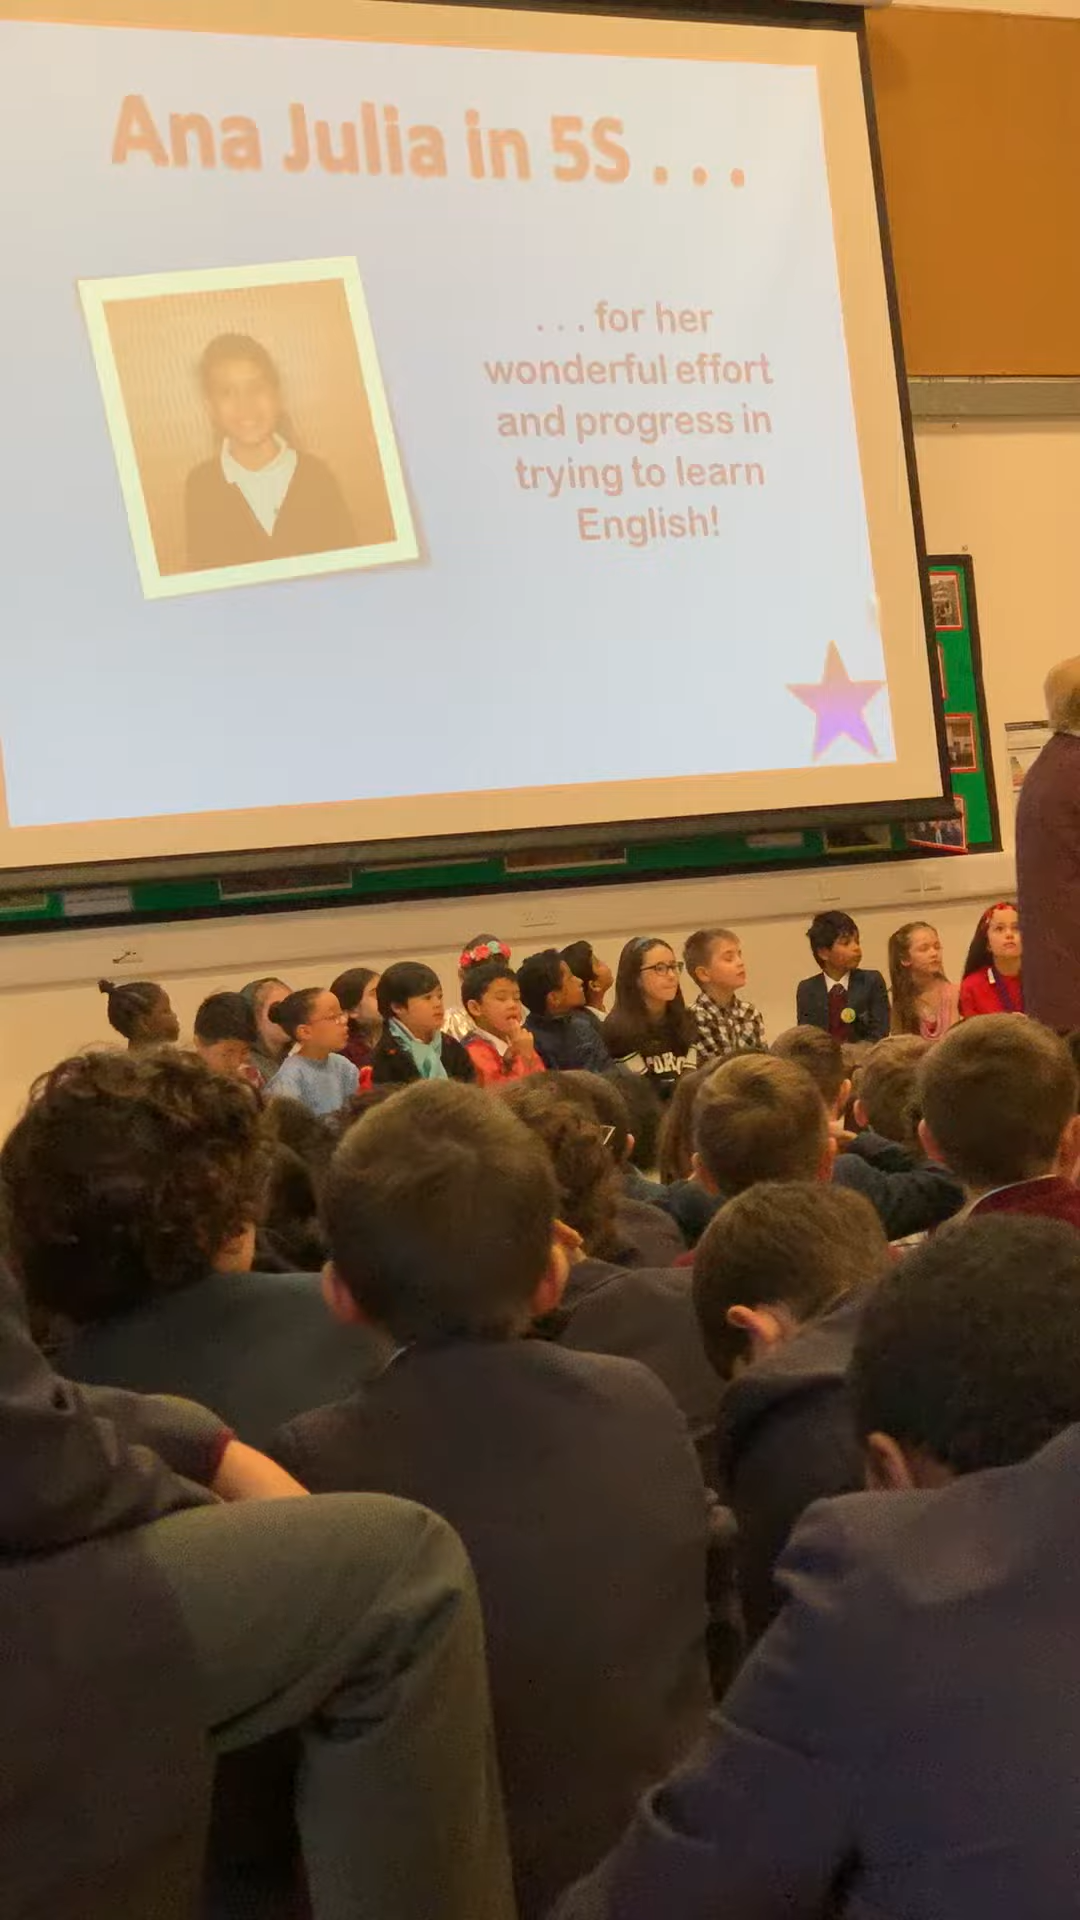 Ana Julia in 5S . . .
. . . for her
wonderful effort
and progress in
trying to learn
English!